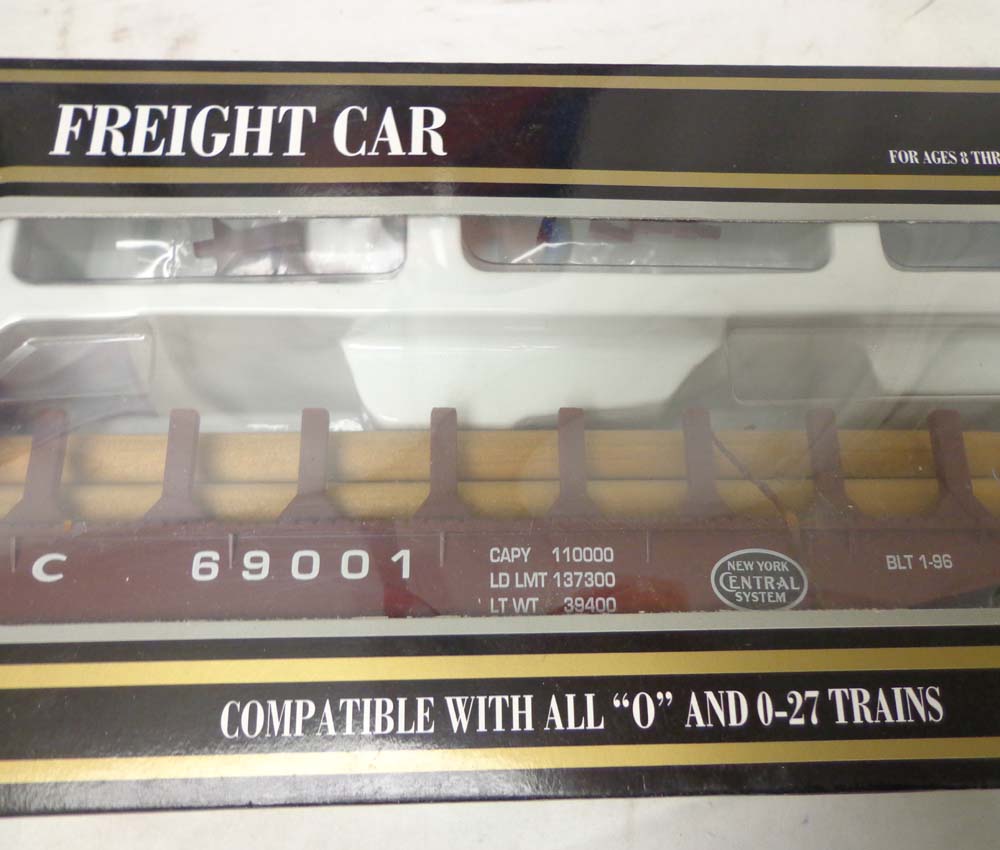 FREIGHT CAR
FOR AGES 8 THR
C 69001
CAPY 110000
LD LMT 137300
LT WT 39400
NEW YORK
CENTRAL
SYSTEM
BLT 1-96
COMPATIBLE WITH ALL “O” AND 0-27 TRAINS